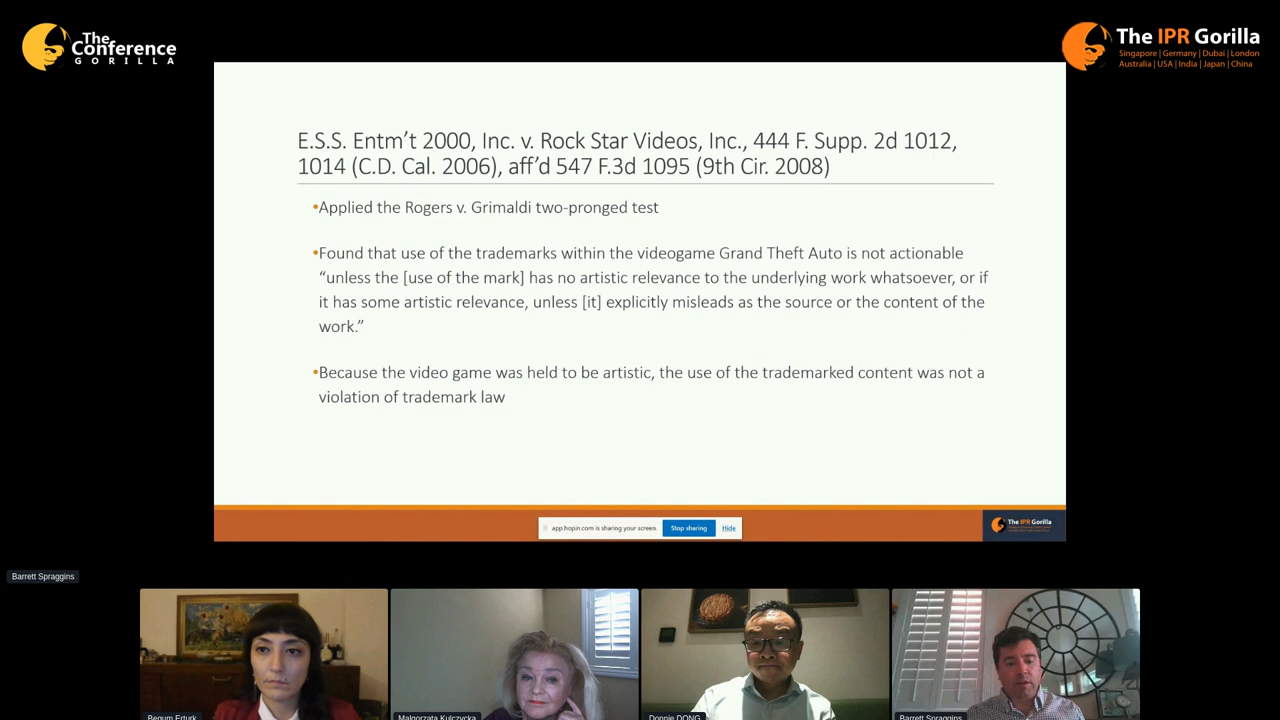 The
Conference
GORILLA
The IPR Gorilla
Singapore | Germany | Dubai | London
Australia | USA | India | Japan | China
E.S.S. Entm’t 2000, Inc. v. Rock Star Videos, Inc., 444 F. Supp. 2d 1012,
1014 (C.D. Cal. 2006), aff’d 547 F.3d 1095 (9th Cir. 2008)
•Applied the Rogers v. Grimaldi two-pronged test
•Found that use of the trademarks within the videogame Grand Theft Auto is not actionable
“unless the [use of the mark] has no artistic relevance to the underlying work whatsoever, or if
it has some artistic relevance, unless [it] explicitly misleads as the source or the content of the
work.”
•Because the video game was held to be artistic, the use of the trademarked content was not a
violation of trademark law
app.hopin.com is sharing your screen. Stop sharing Hide
The IPR Gorilla
Barrett Spraggins
Begum Erturk
Malgorzata Kulczycka
Donnie DONG
Barrett Spraggins